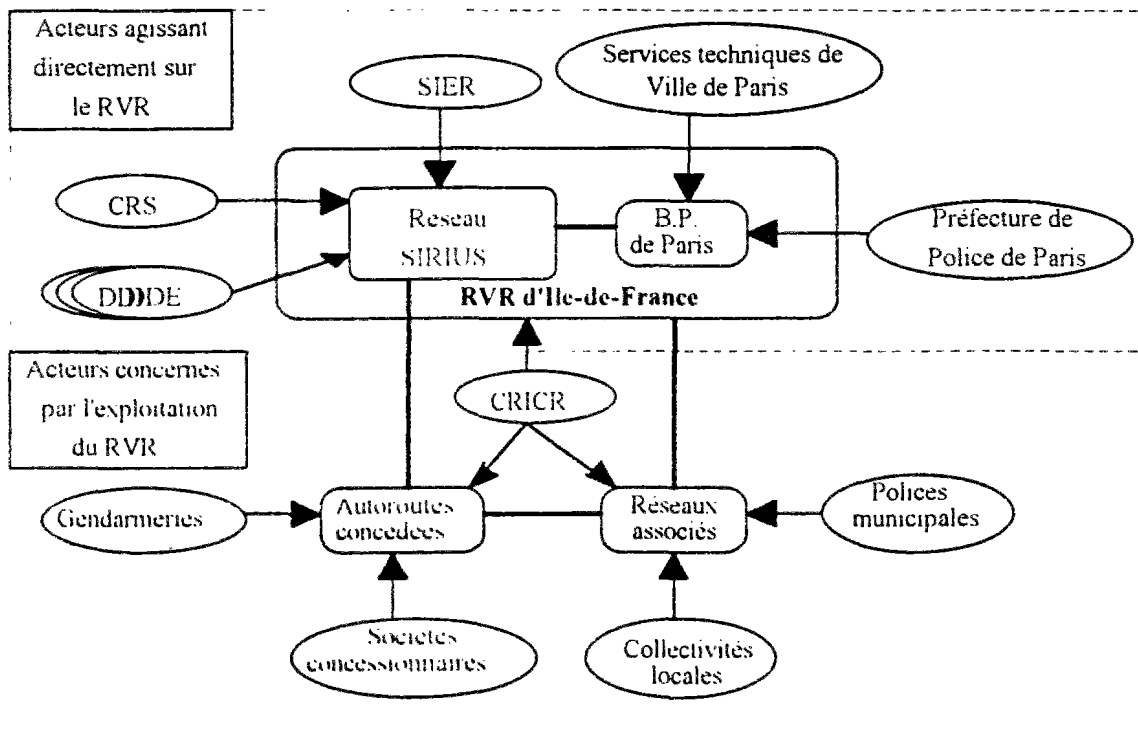 Acteurs agissant
directement sur
le RVR
SIER
Services techniques de
Ville de Paris
CRS
Reseau
SIRIUS
B.P.
de Paris
Préfecture de
Police de Paris
DDDDE
RVR d'Ile-de-France
Acteurs concernes
par l'exploitation
du RVR
CRICR
Gendarmeries
Autoroutes
concedees
Réseaux
associés
Polices
municipales
Societes
concessionnaires
Collectivités
locales